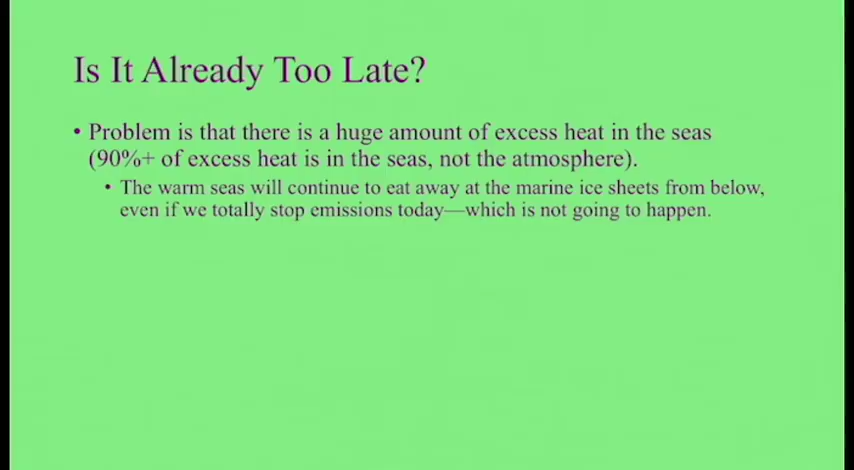 Is It Already Too Late?
• Problem is that there is a huge amount of excess heat in the seas
(90%+ of excess heat is in the seas, not the atmosphere).
• The warm seas will continue to eat away at the marine ice sheets from below,
even if we totally stop emissions today—which is not going to happen.